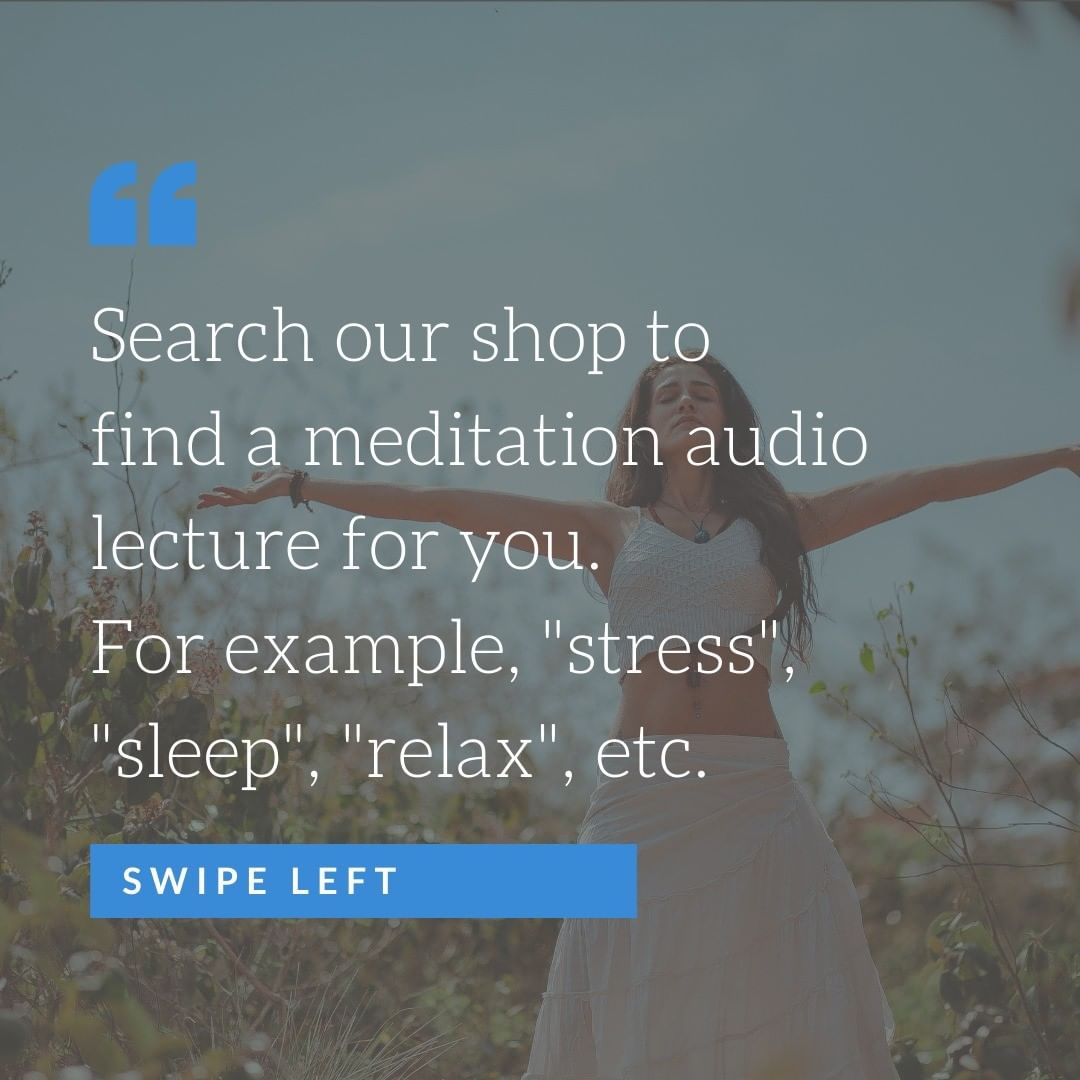 Search our shop to
find a meditation audio
lecture for you.
For example, "stress",
"sleep", "relax", etc.
SWIPE LEFT